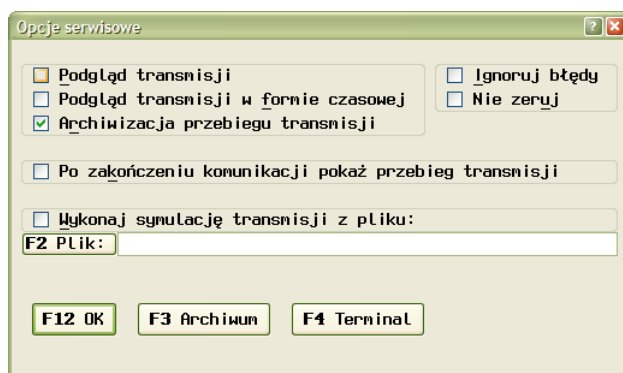 Opcje serwisowe
Podgląd transmisji
Ignoruj błędy
Podgląd transmisji w formie czasowej
Nie zeruj
Archiwizacja przebiegu transmisji
Po zakończeniu komunikacji pokaż przebieg transmisji
Wykonaj symulację transmisji z pliku:
F2 Plik:
F12 OK F3 Archiwum F4 Terminal